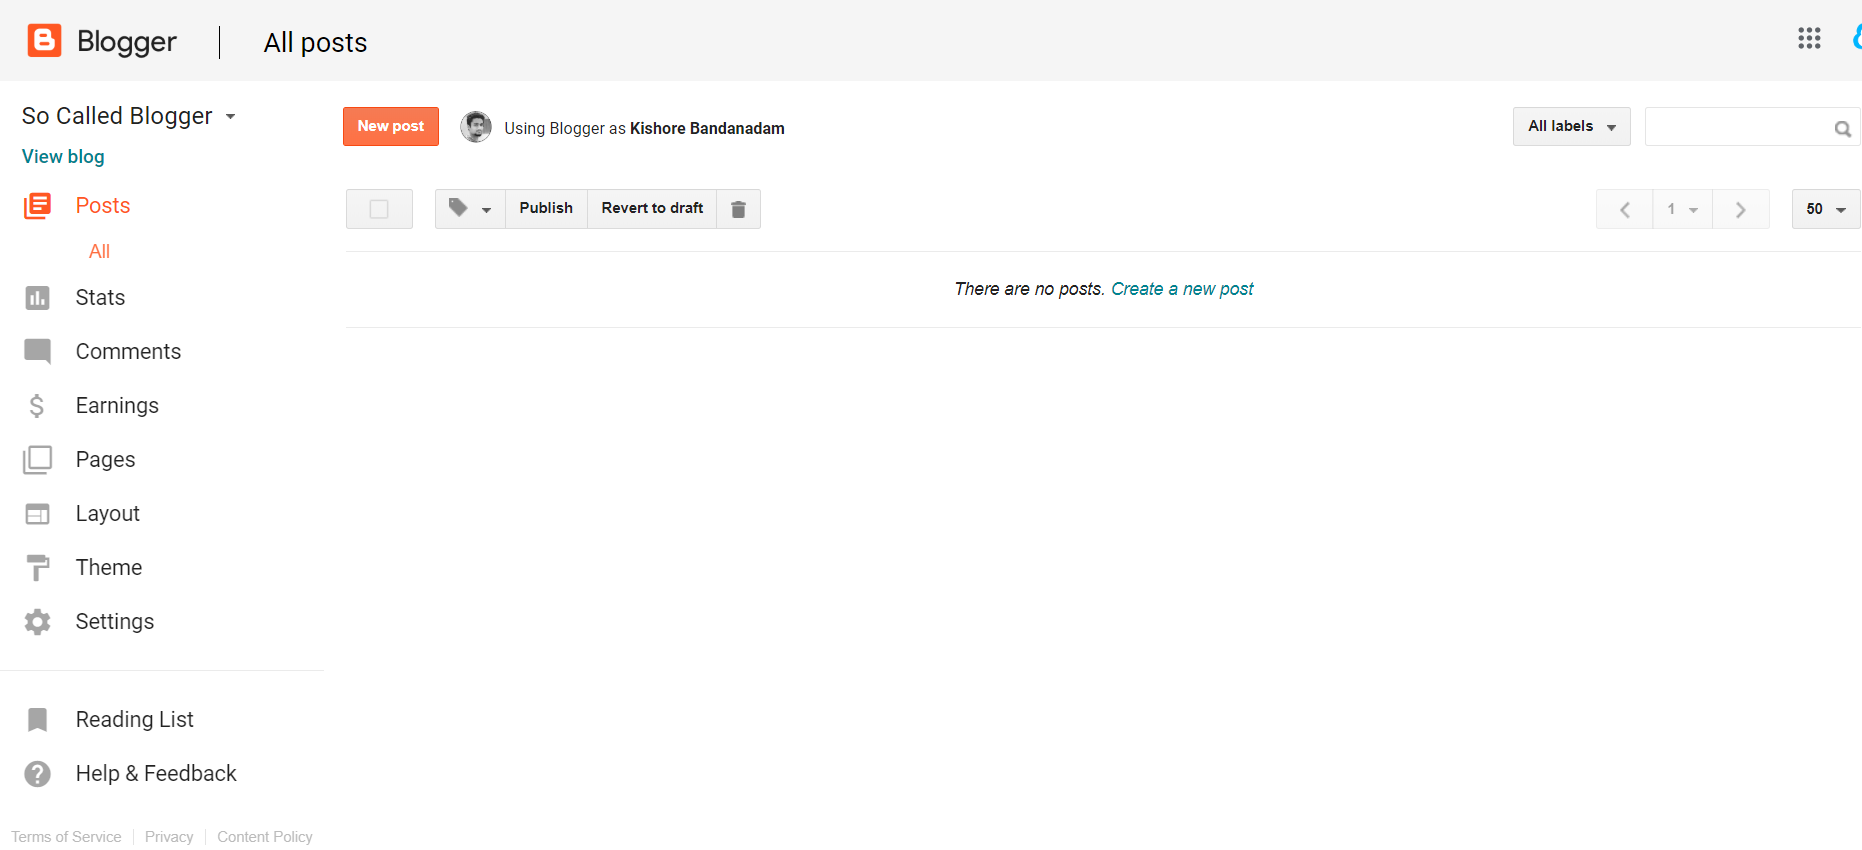 Blogger
All posts
So Called Blogger
View blog
New post
Using Blogger as Kishore Bandanadam
All labels
Posts
All
Publish
Revert to draft
1
50
There are no posts. Create a new post
Stats
Comments
Earnings
Pages
Layout
Theme
Settings
Reading List
Help & Feedback
Terms of Service
Privacy
Content Policy